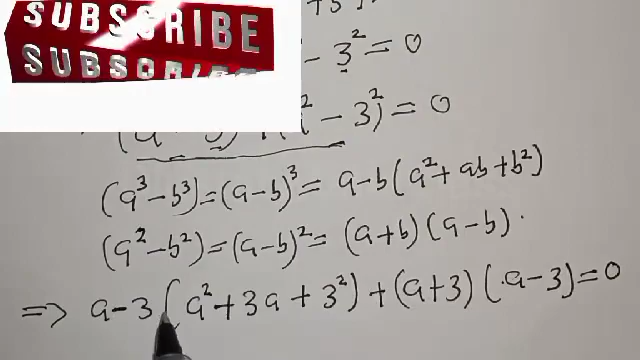 SUBSCRIBE
SUBSCRIBE
- 3² = 0
² - 3²) = 0
(a³ - b³) = (a - b)³ = a - b (a² + ab + b²)
(a² - b²) = (a - b)² = (a + b) (a - b) .
=> a - 3 (a² + 3a + 3²) + (a + 3) (. a - 3) = 0